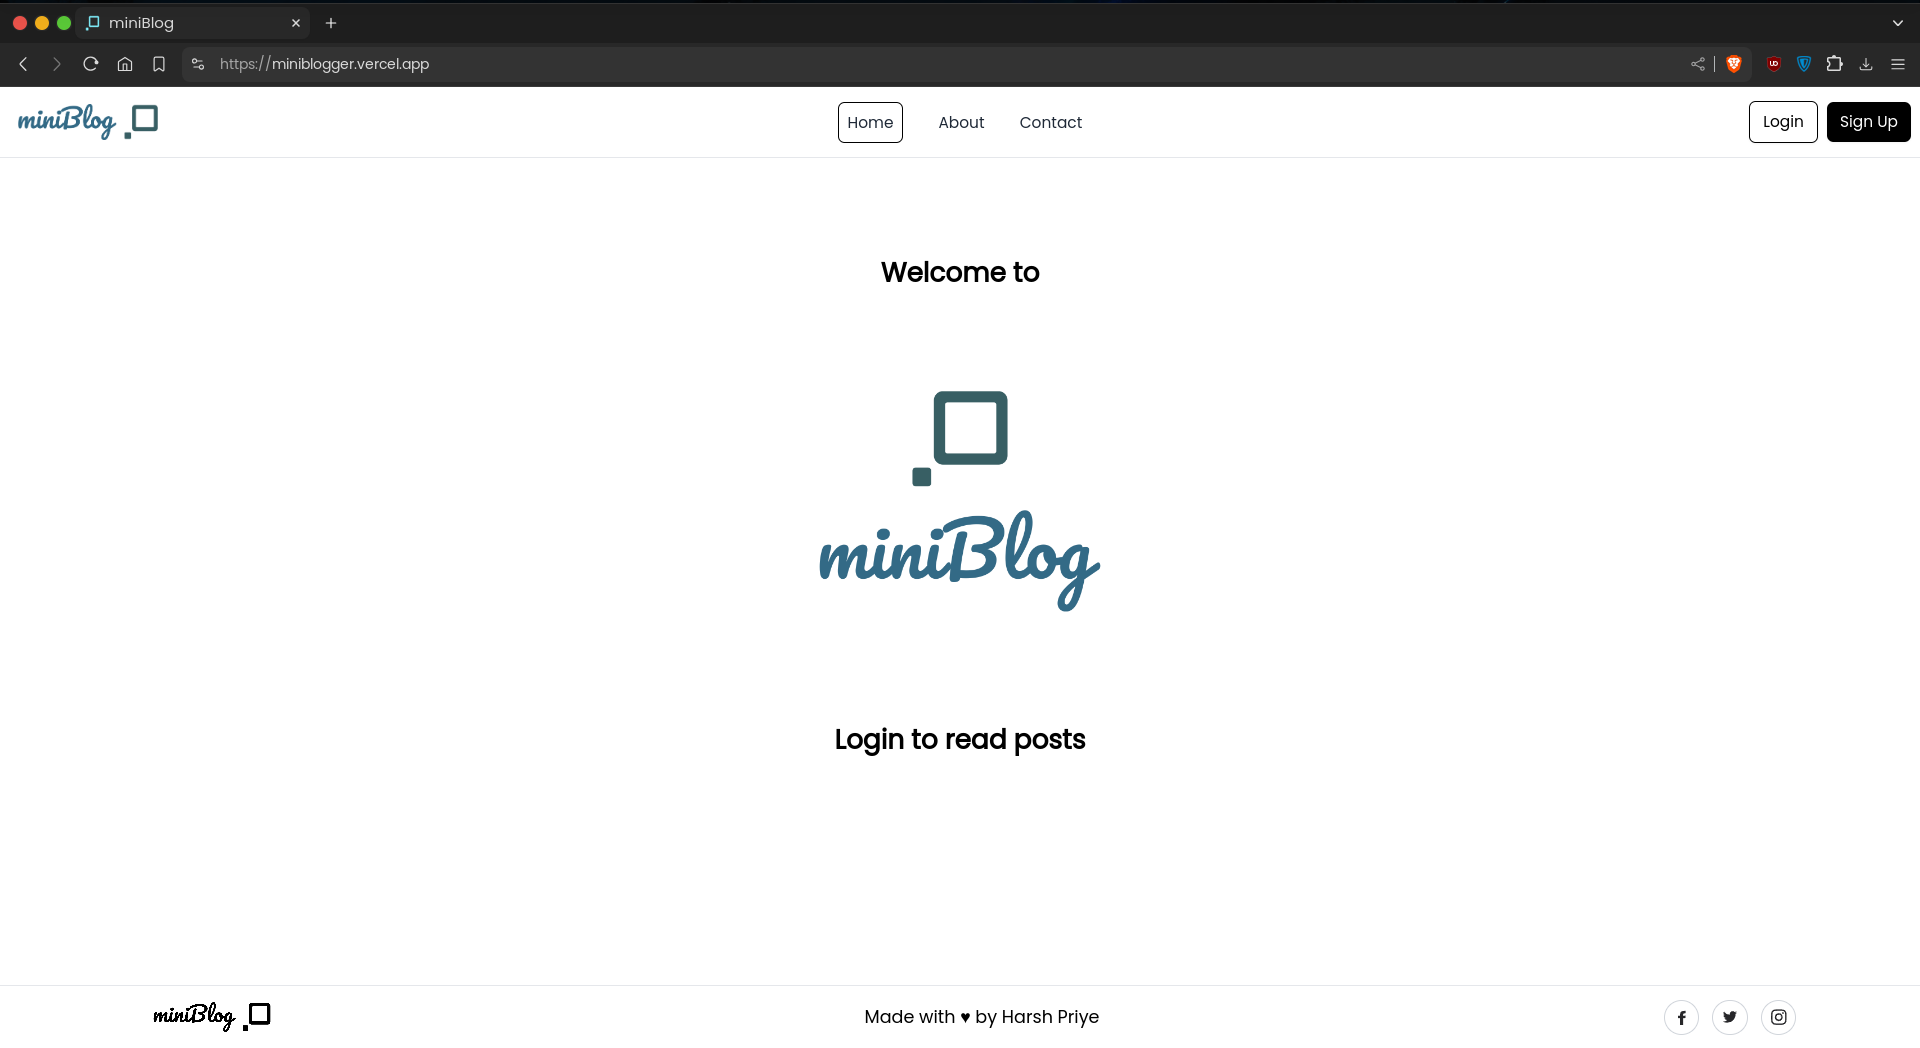 miniBlog
https://miniblogger.vercel.app
miniBlog
Home
About
Contact
Login
Sign Up
Welcome to
miniBlog
Login to read posts
miniBlog
Made with ♥ by Harsh Priye